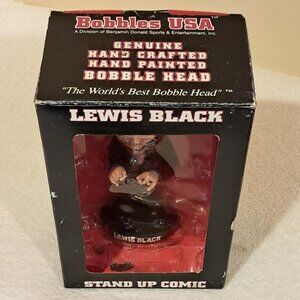 Bobbles USA™
A Division of Benjamin Donald Sports & Entertainment, Inc.
GENUINE
HAND CRAFTED
HAND PAINTED
BOBBLE HEAD
"The World's Best Bobble Head" ™
LEWIS BLACK
LEWIS BLACK
STAND UP COMIC